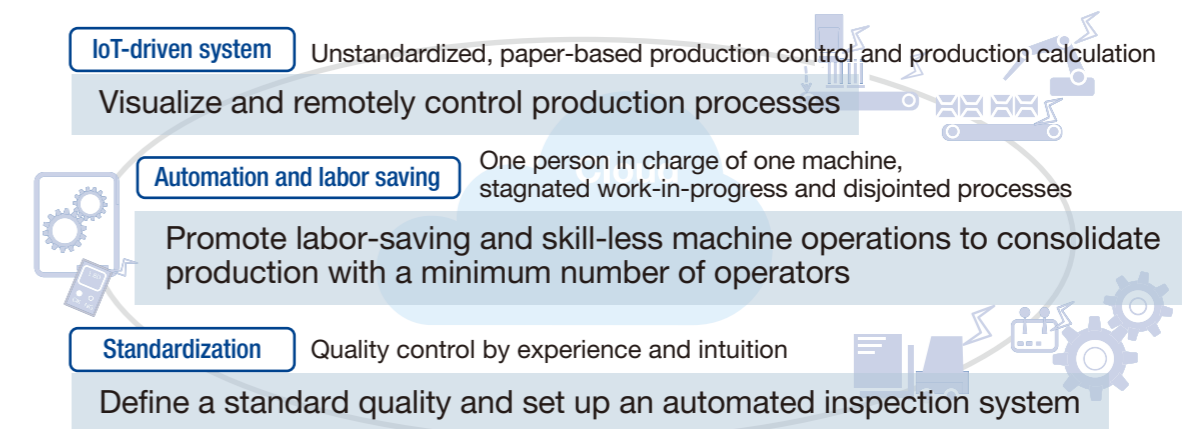 IoT-driven system
Unstandardized, paper-based production control and production calculation
Visualize and remotely control production processes
Cloud
Automation and labor saving
One person in charge of one machine,
stagnated work-in-progress and disjointed processes
Promote labor-saving and skill-less machine operations to consolidate
production with a minimum number of operators
Standardization
Quality control by experience and intuition
Define a standard quality and set up an automated inspection system